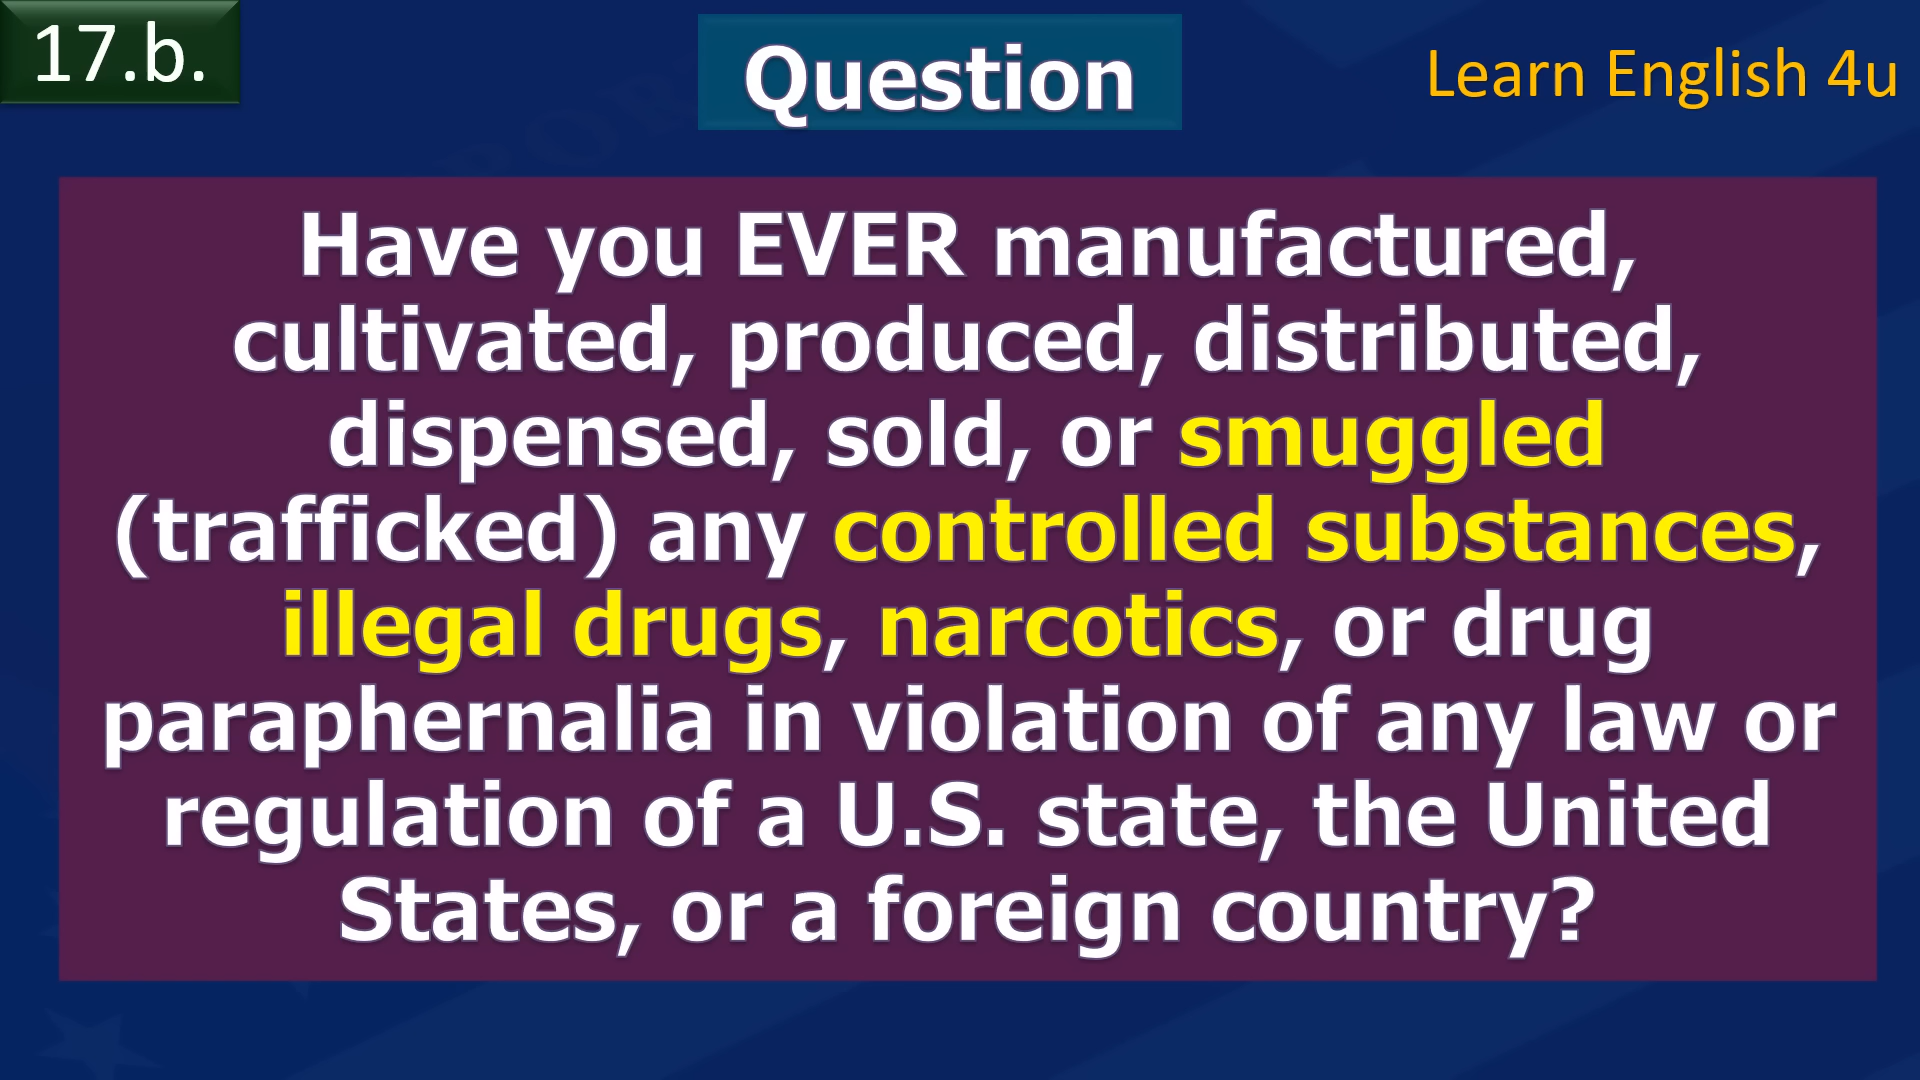 17.b.
Question
Learn English 4u
Have you EVER manufactured,
cultivated, produced, distributed,
dispensed, sold, or smuggled
(trafficked) any controlled substances,
illegal drugs, narcotics, or drug
paraphernalia in violation of any law or
regulation of a U.S. state, the United
States, or a foreign country?